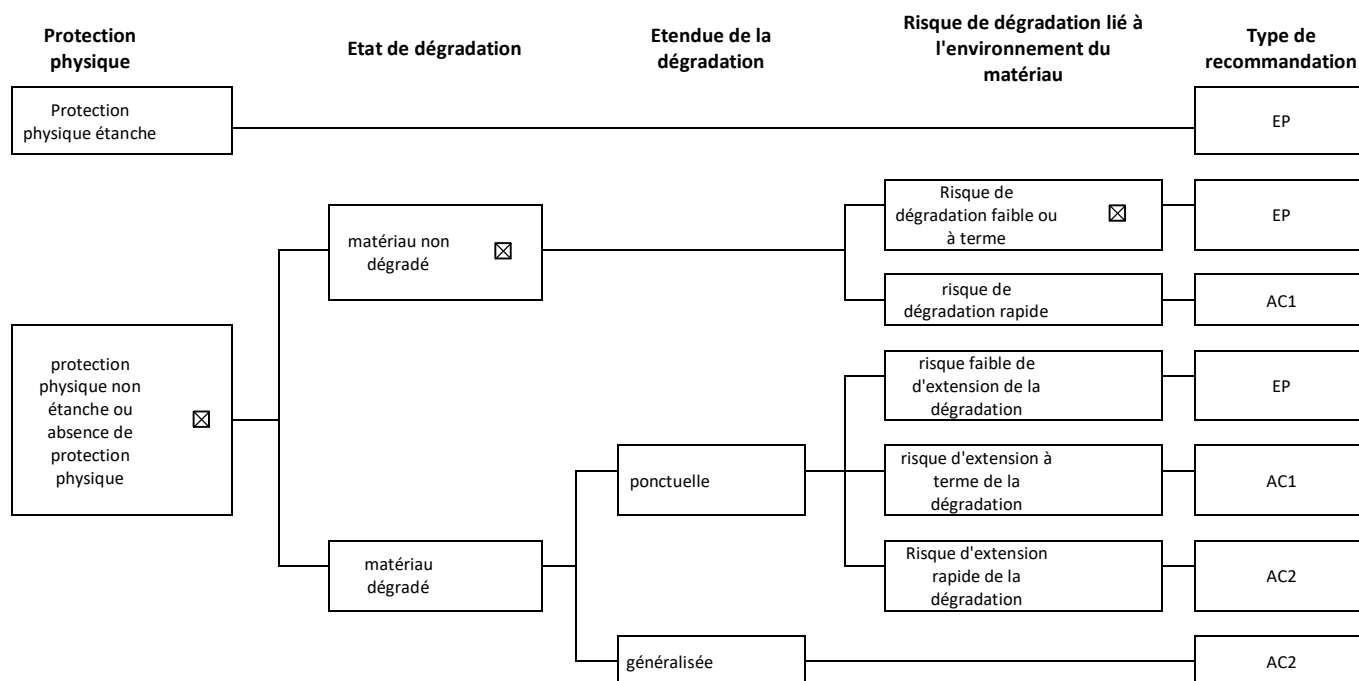 Protection
physique
Etat de dégradation
Etendue de la
dégradation
Risque de dégradation lié à
l'environnement du
matériau
Type de
recommandation
Protection
physique étanche
EP
Risque de
dégradation faible ou
à terme
☒
EP
matériau non
dégradé
☒
risque de
dégradation rapide
AC1
protection
physique non
étanche ou
absence de
protection
physique
☒
risque faible de
d'extension de la
dégradation
EP
ponctuelle
risque d'extension à
terme de la
dégradation
AC1
matériau
dégradé
Risque d'extension
rapide de la
dégradation
AC2
généralisée
AC2